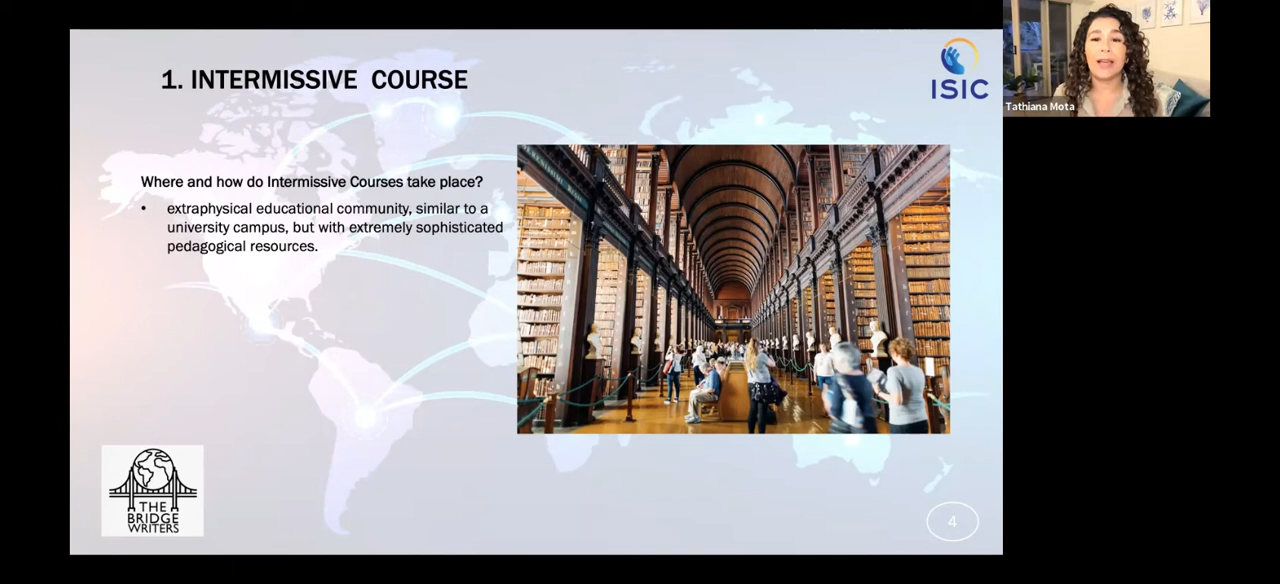 1. INTERMISSIVE COURSE
ISIC
Tathiana Mota
Where and how do Intermissive Courses take place?
• extraphysical educational community, similar to a
university campus, but with extremely sophisticated
pedagogical resources.
THE
BRIDGE
WRITERS
4